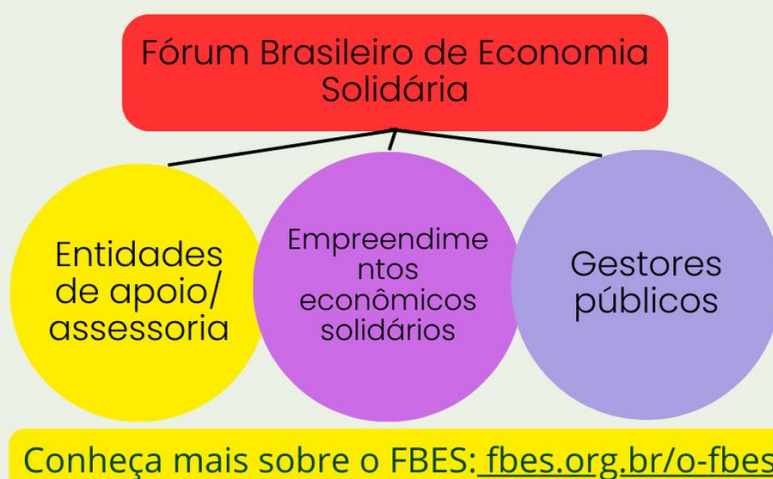 Fórum Brasileiro de Economia
Solidária
Entidades
de apoio/
assessoria
Empreendime
ntos
econômicos
solidários
Gestores
públicos
Conheça mais sobre o FBES: fbes.org.br/o-fbes